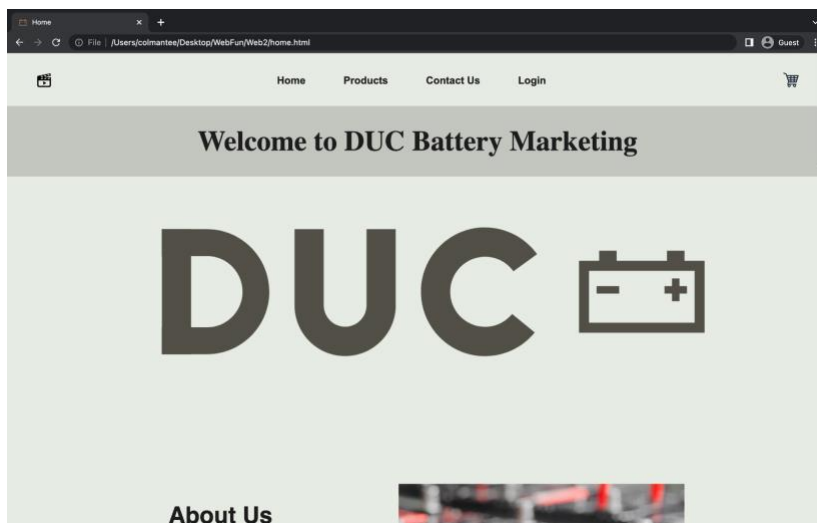 Home
File /Users/colmantee/Desktop/WebFun/Web2/home.html
Guest
Home Products Contact Us Login
Welcome to DUC Battery Marketing
DUC
About Us